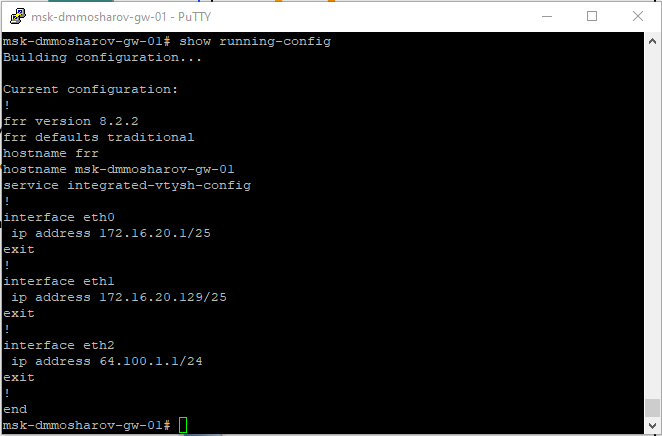 msk-dmmosharov-gw-01 - PuTTY
msk-dmmosharov-gw-01# show running-config
Building configuration...
Current configuration:
!
frr version 8.2.2
frr defaults traditional
hostname frr
hostname msk-dmmosharov-gw-01
service integrated-vtysh-config
!
interface eth0
 ip address 172.16.20.1/25
exit
!
interface eth1
 ip address 172.16.20.129/25
exit
!
interface eth2
 ip address 64.100.1.1/24
exit
!
end
msk-dmmosharov-gw-01#